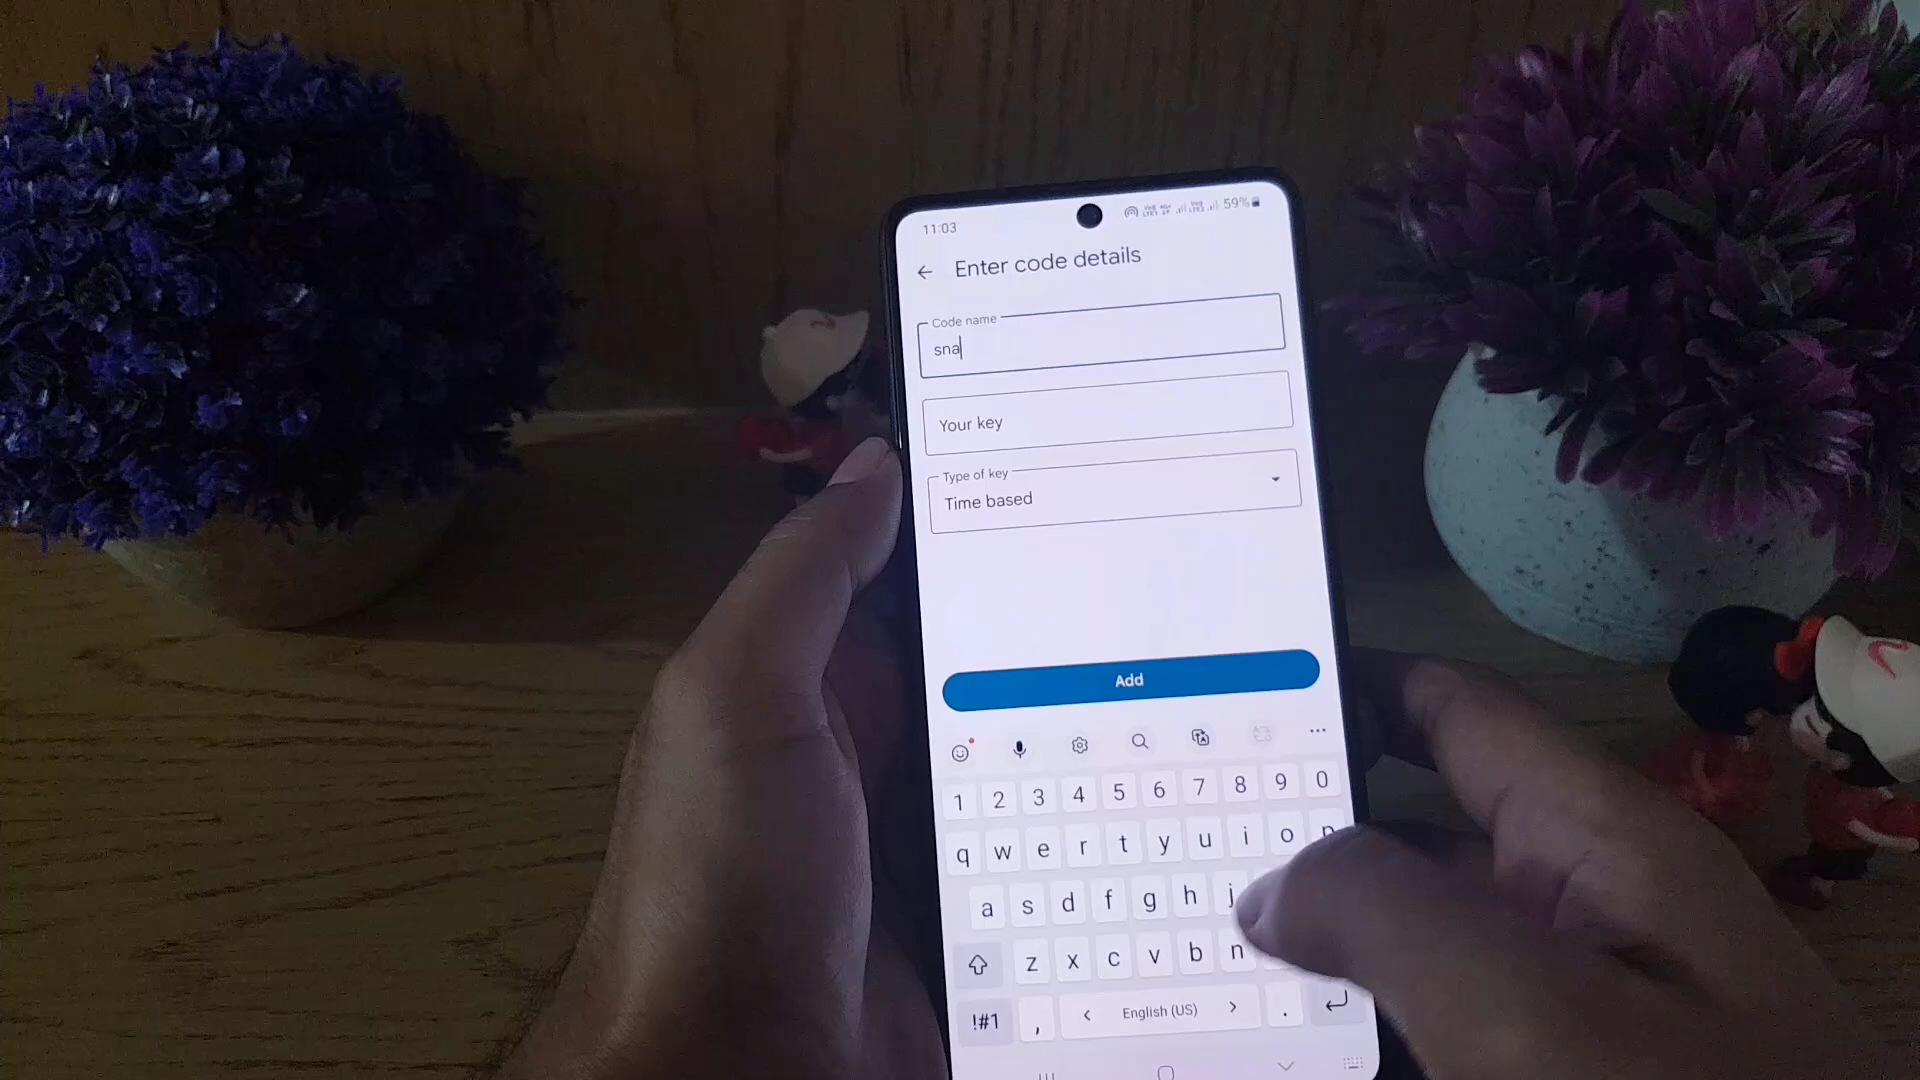 11:03
59%
Enter code details
Code name
sna
Your key
Type of key
Time based
Add
1 2 3 4 5 6 7 8 9 0
q w e r t y u i o p
a s d f g h j
z x c v b n
!#1 , < English (US) > .